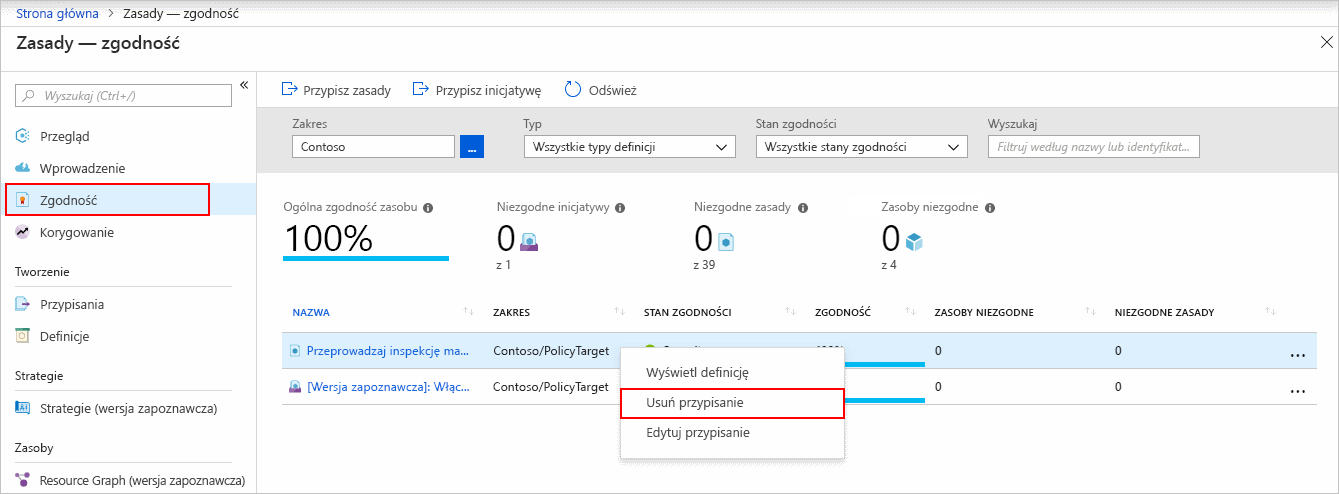 Strona główna > Zasady — zgodność
Zasady — zgodność
Wyszukaj (Ctrl+/)
Przegląd
Wprowadzenie
Zgodność
Korygowanie
Tworzenie
Przypisania
Definicje
Strategie
Strategie (wersja zapoznawcza)
Zasoby
Resource Graph (wersja zapoznawcza)
Przypisz zasady Przypisz inicjatywę Odśwież
Zakres Typ Stan zgodności Wyszukaj
Contoso ... Wszystkie typy definicji Wszystkie stany zgodności Filtruj według nazwy lub identyfikat...
Ogólna zgodność zasobu Niezgodne inicjatywy Niezgodne zasady Zasoby niezgodne
100% 0 0 0
z 1 z 39 z 4
NAZWA ZAKRES STAN ZGODNOŚCI ZGODNOŚĆ ZASOBY NIEZGODNE NIEZGODNE ZASADY
Przeprowadzaj inspekcję ma... Contoso/PolicyTarget 0 0 ...
[Wersja zapoznawcza]: Włąc... Contoso/PolicyTarget 0 0 ...
Wyświetl definicję
Usuń przypisanie
Edytuj przypisanie